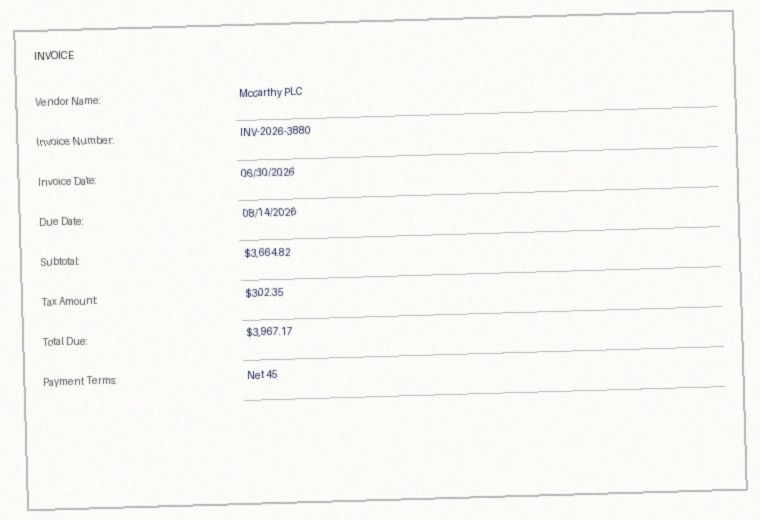 INVOICE
Vendor Name: Mccarthy PLC
Invoice Number: INV-2026-3880
Invoice Date: 06/30/2026
Due Date: 08/14/2026
Subtotal: $3,664.82
Tax Amount: $302.35
Total Due: $3,967.17
Payment Terms: Net 45